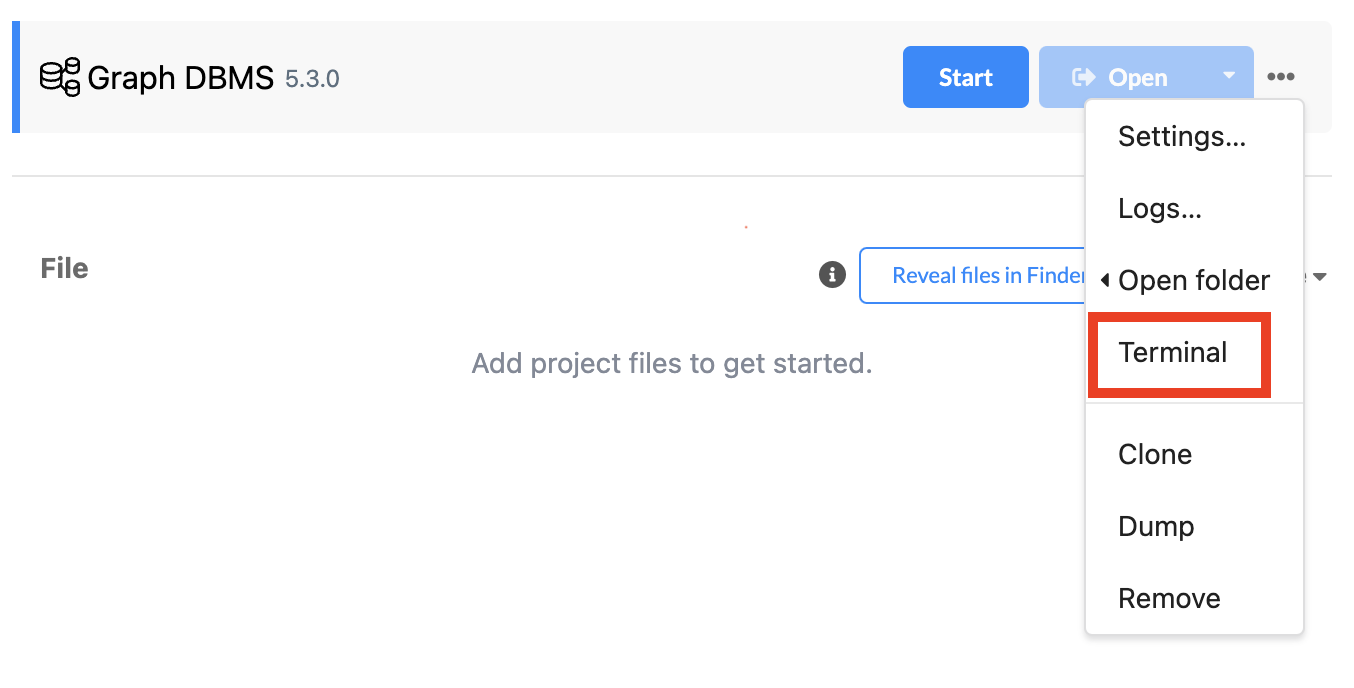 Graph DBMS 5.3.0
Start
Open
Settings...
Logs...
File
Reveal files in Finder
Open folder
Terminal
Add project files to get started.
Clone
Dump
Remove